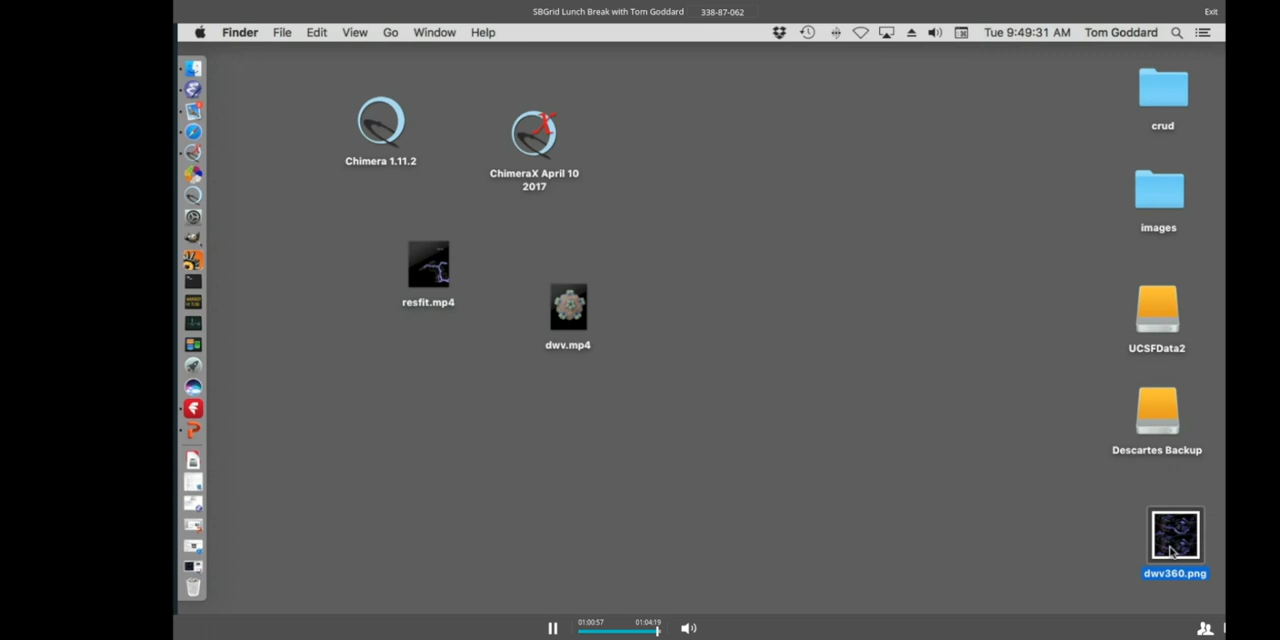 SBGrid Lunch Break with Tom Goddard 338-87-062 Exit
Finder File Edit View Go Window Help Tue 9:49:31 AM Tom Goddard
crud
Chimera 1.11.2
ChimeraX April 10
2017
images
resfit.mp4
dwv.mp4
UCSFData2
Descartes Backup
dwv360.png
01:00:57 01:04:19